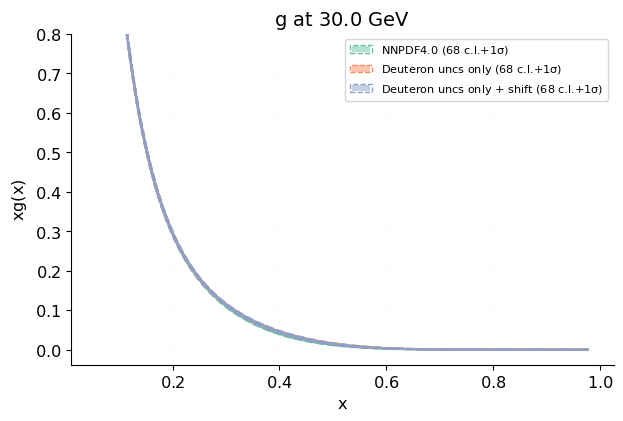 g at 30.0 GeV
NNPDF4.0 (68 c.l.+1σ)
Deuteron uncs only (68 c.l.+1σ)
Deuteron uncs only + shift (68 c.l.+1σ)
xg(x)
0.8
0.7
0.6
0.5
0.4
0.3
0.2
0.1
0.0
0.2 0.4 0.6 0.8 1.0
x